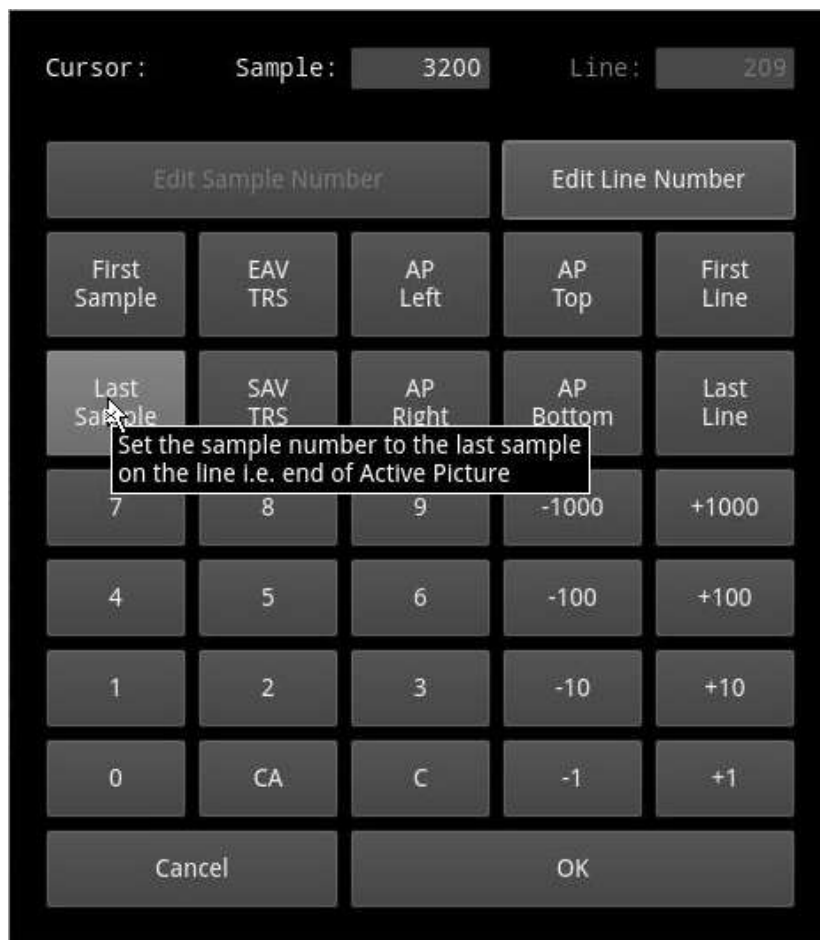 Cursor: Sample: 3200 Line: 209
Edit Sample Number Edit Line Number
First Sample
EAV TRS
AP Left
AP Top
First Line
Last Sample
SAV TRS
AP Right
AP Bottom
Last Line
Set the sample number to the last sample
on the line i.e. end of Active Picture
7 8 9 -1000 +1000
4 5 6 -100 +100
1 2 3 -10 +10
0 CA C -1 +1
Cancel OK